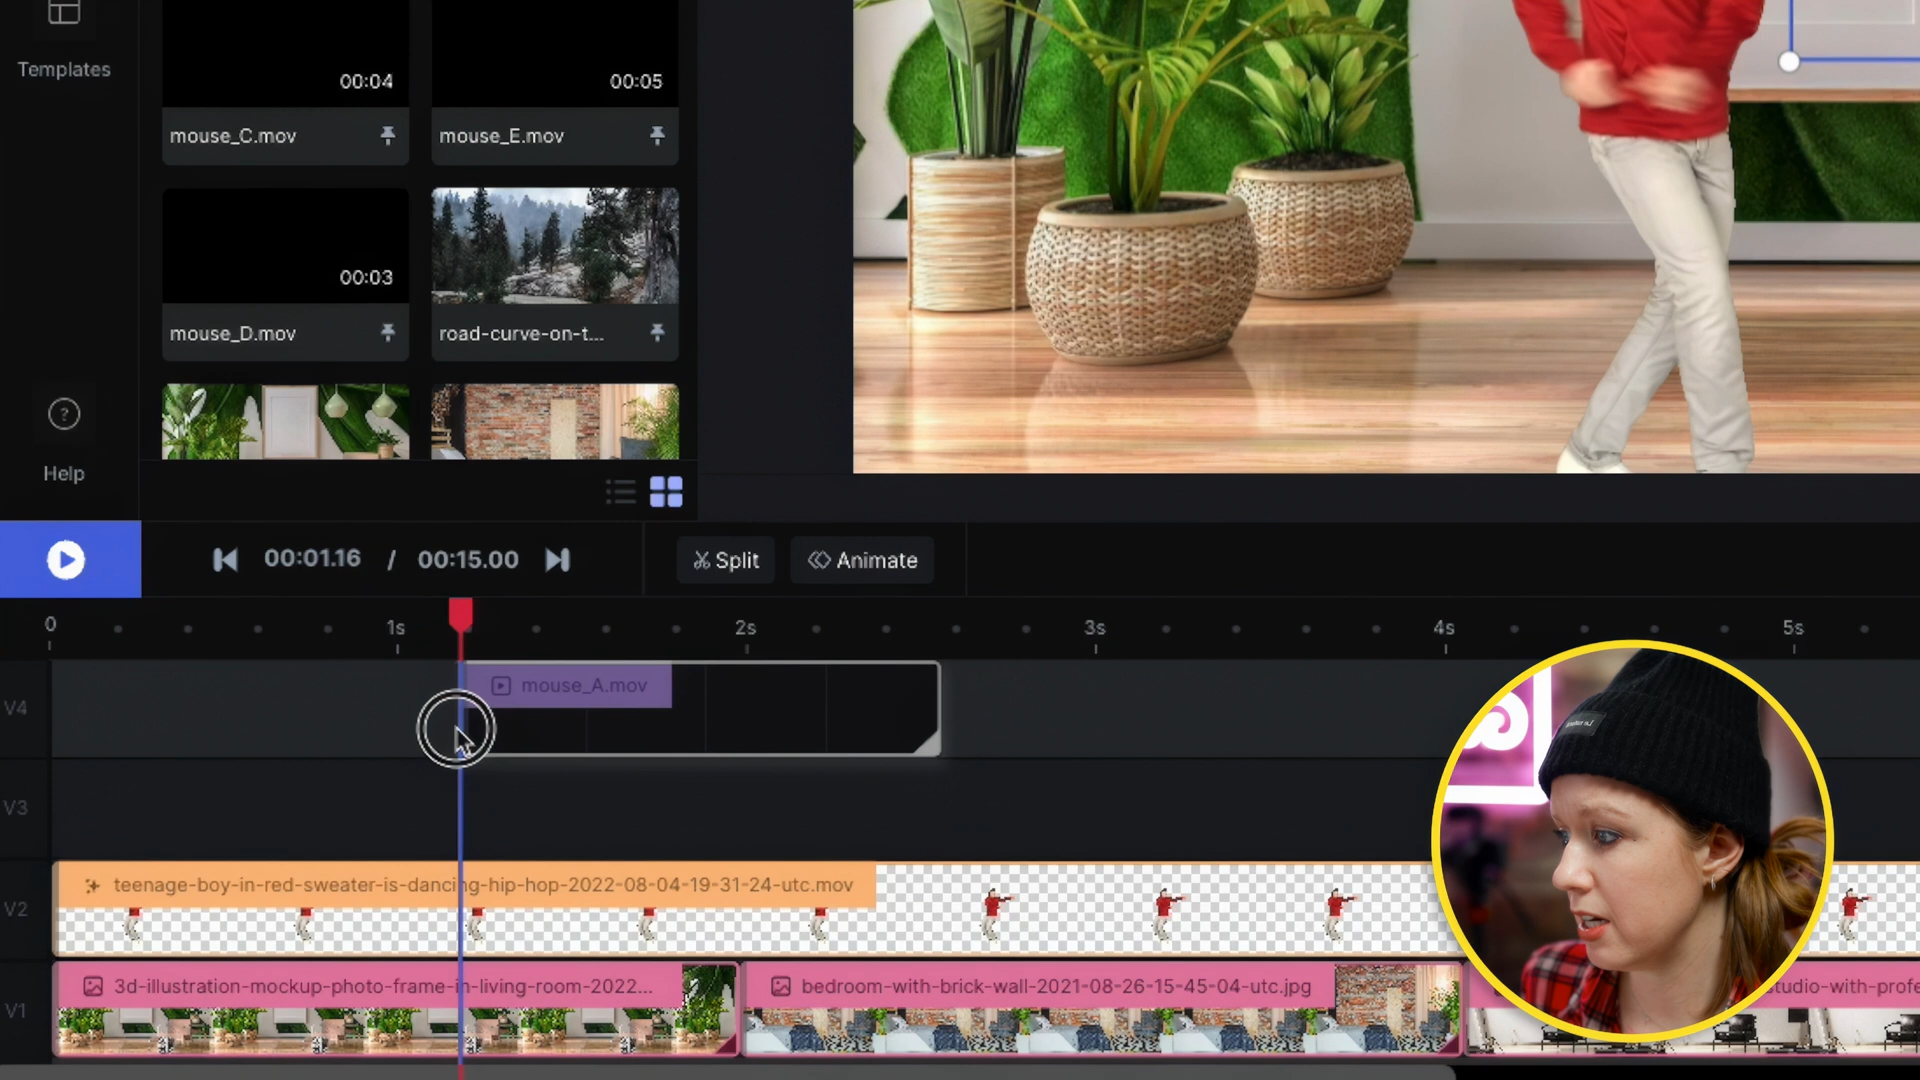 Templates
00:04
00:05
mouse_C.mov
mouse_E.mov
00:03
mouse_D.mov
road-curve-on-t...
Help
00:01.16 / 00:15.00
Split
Animate
0
1s
2s
3s
4s
5s
V4
mouse_A.mov
V3
V2
teenage-boy-in-red-sweater-is-dancing-hip-hop-2022-08-04-19-31-24-utc.mov
V1
3d-illustration-mockup-photo-frame-in-living-room-2022...
bedroom-with-brick-wall-2021-08-26-15-45-04-utc.jpg
studio-with-profe